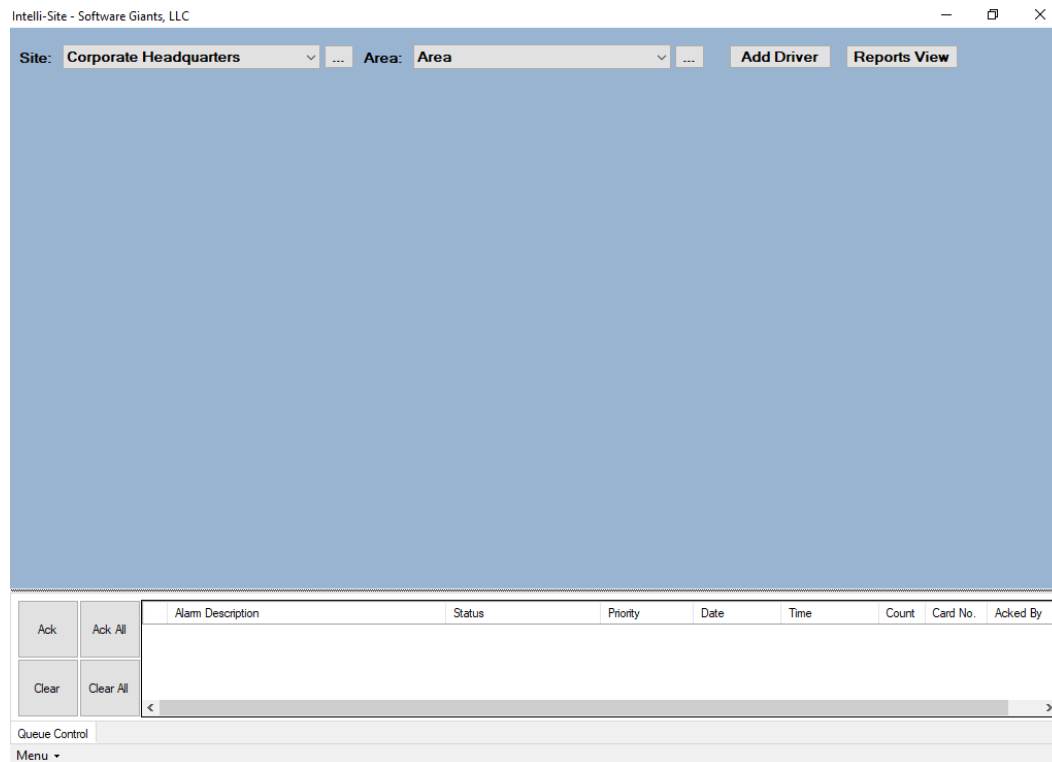 Intelli-Site - Software Giants, LLC
Site: Corporate Headquarters ... Area: Area ... Add Driver Reports View
Alarm Description Status Priority Date Time Count Card No. Acked By
Ack Ack All
Clear Clear All
Queue Control
Menu